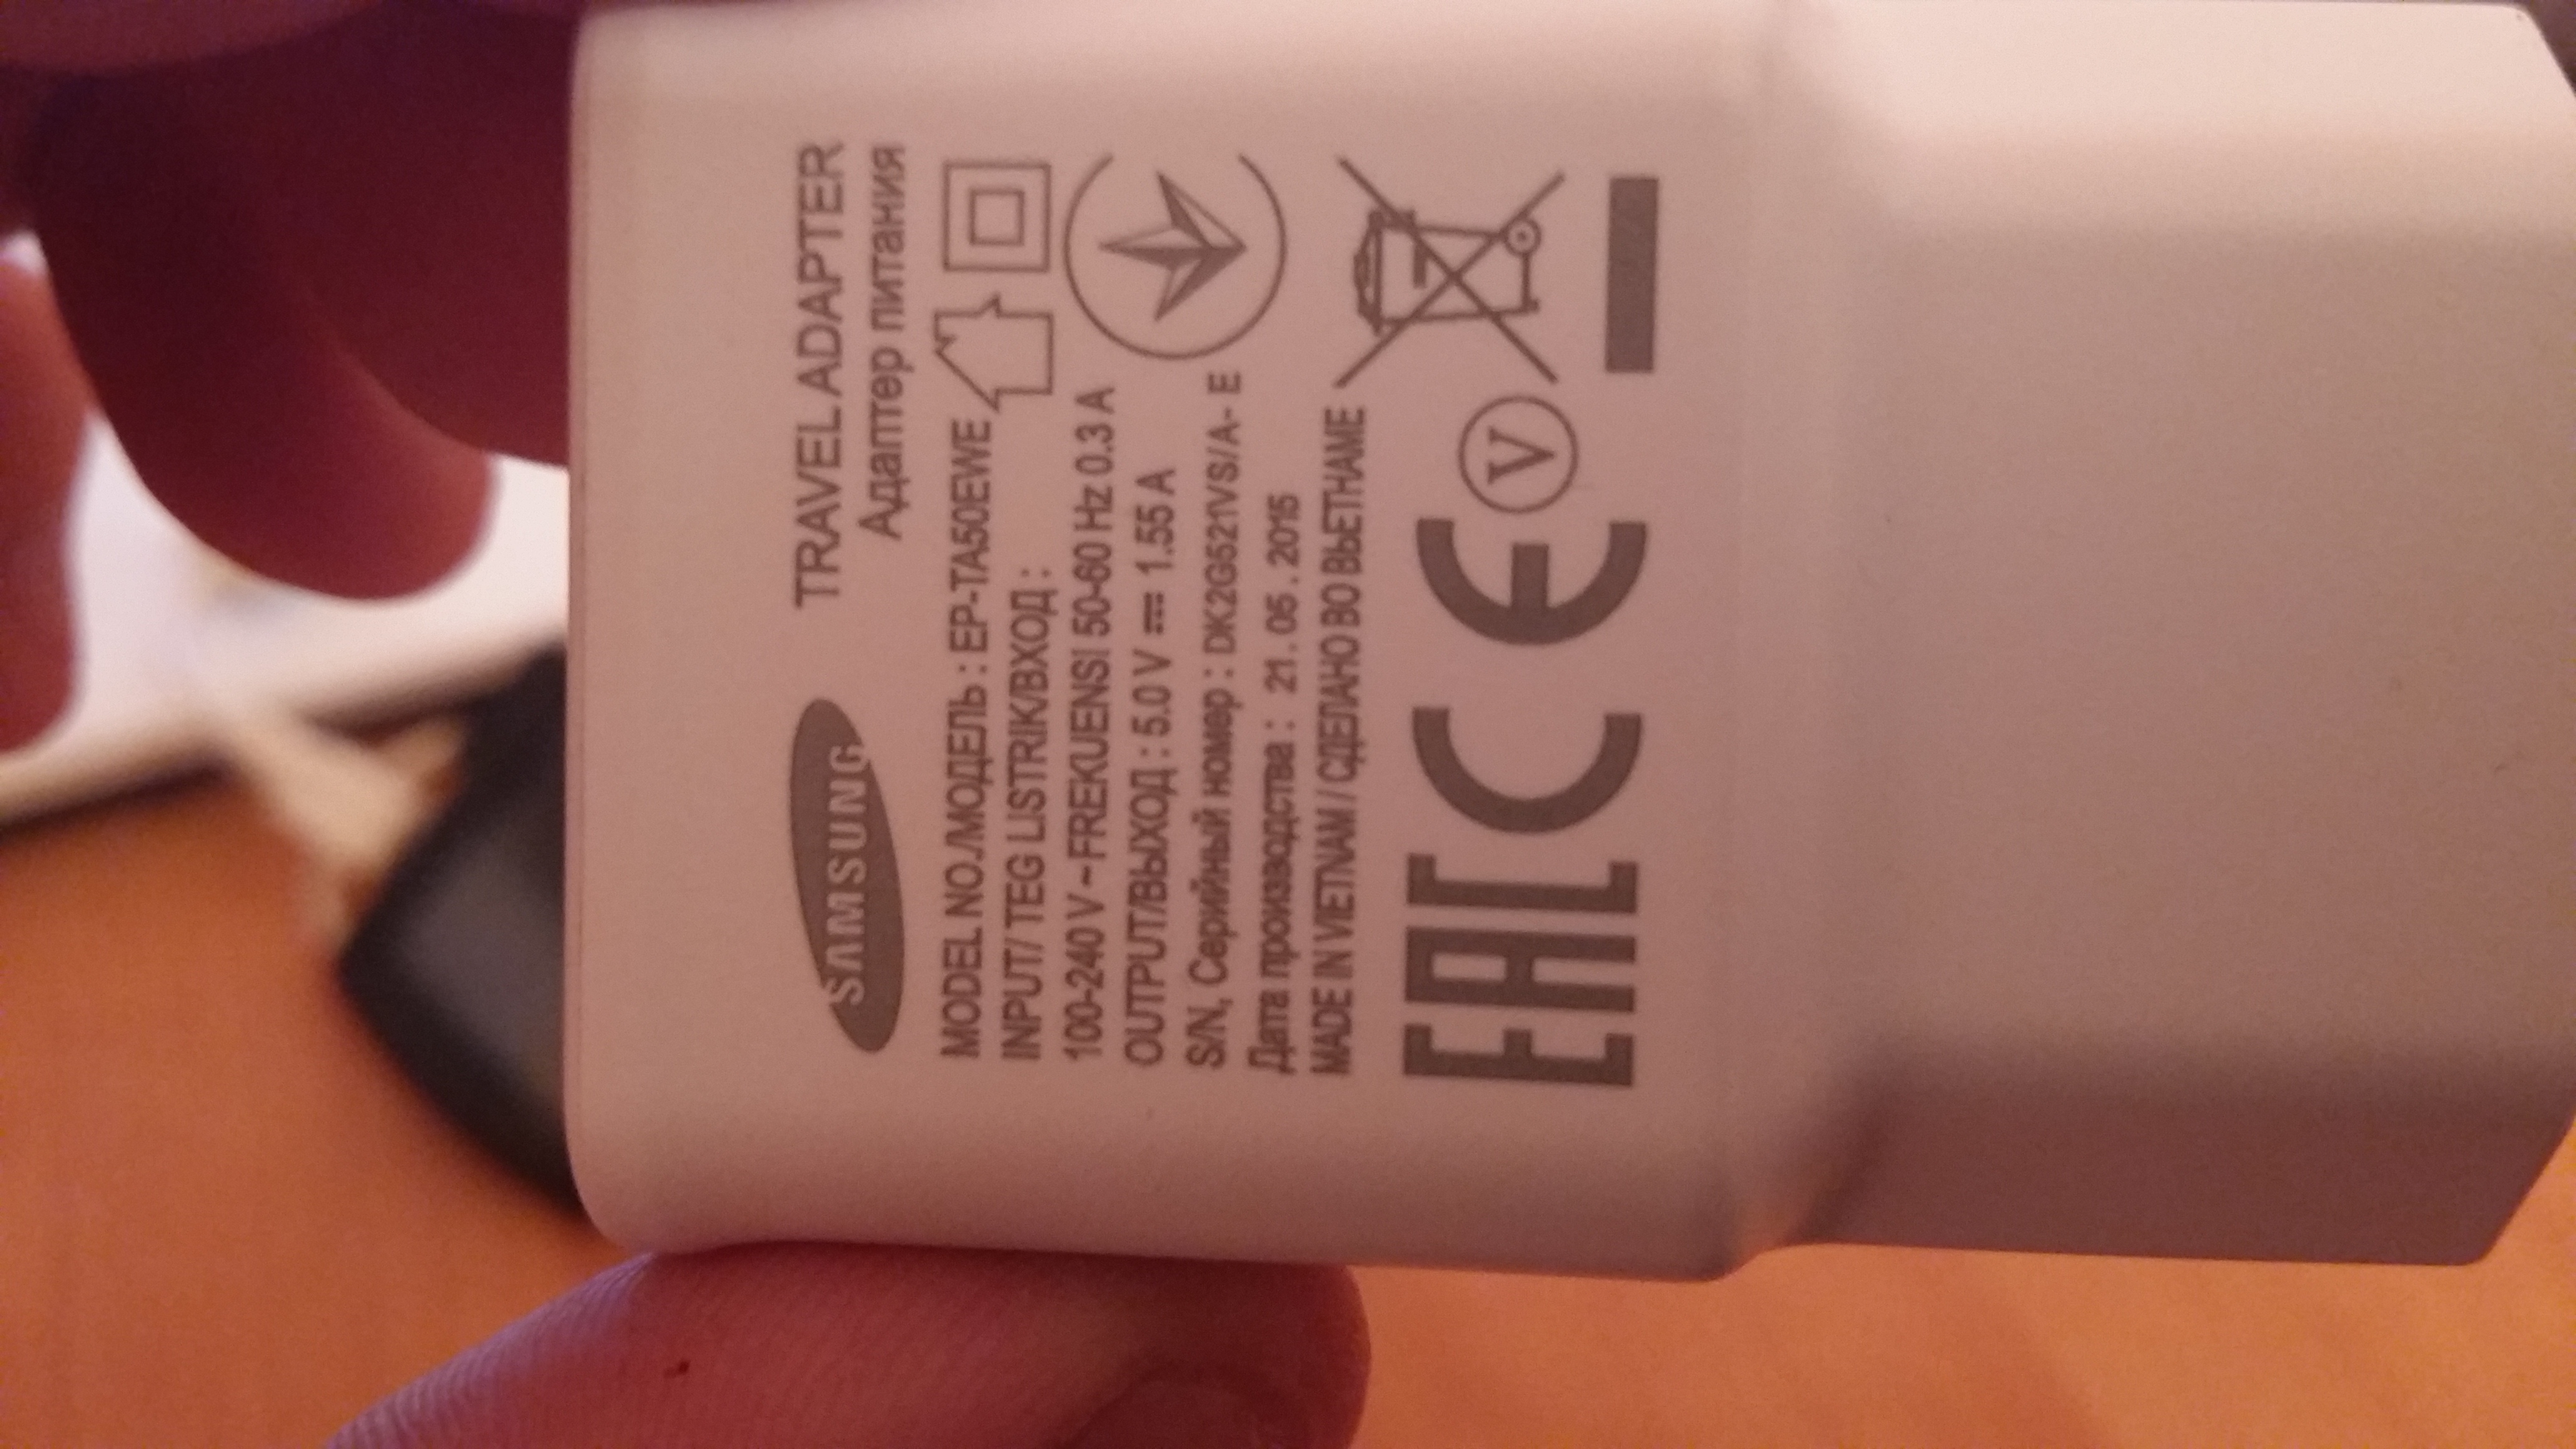 SAMSUNG
TRAVEL ADAPTER
Адаптер питания
MODEL NO./МОДЕЛЬ : EP-TA50EWE
INPUT/ TEG LISTRIK/ВХОД :
100-240 V ~ FREKUENSI 50-60 Hz 0.3 A
OUTPUT/ВЫХОД : 5.0 V ⎓ 1.55 A
S/N, Серийный номер : DK2G521VS/A- E
Дата производства : 21 . 05 . 2015
MADE IN VIETNAM / СДЕЛАНО ВО ВЬЕТНАМЕ
EAC CE V